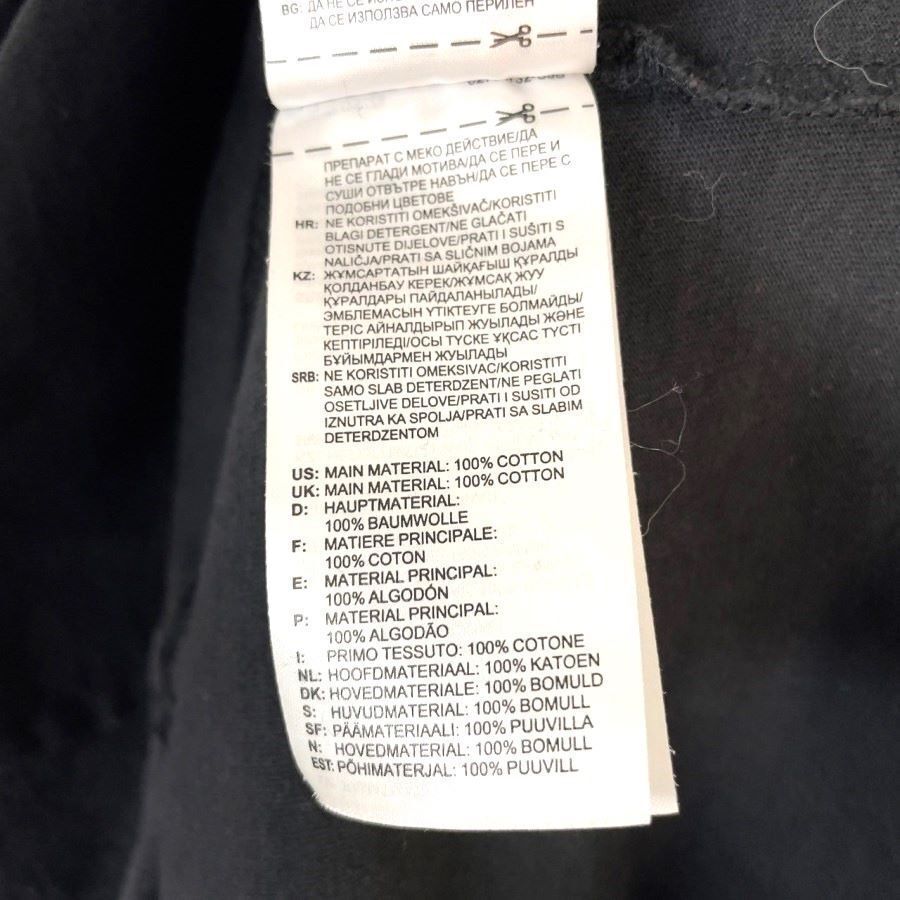 BG: ДА НЕ СЕ
ДА СЕ ИЗПОЛЗВА САМО ПЕРИЛЕН
ПРЕПАРАТ С МЕКО ДЕЙСТВИЕ/ДА
НЕ СЕ ГЛАДИ МОТИВА/ДА СЕ ПЕРЕ И
СУШИ ОТВЪТРЕ НАВЪН/ДА СЕ ПЕРЕ С
ПОДОБНИ ЦВЕТОВЕ
HR: NE KORISTITI OMEKŠIVAČ/KORISTITI
BLAGI DETERGENT/NE GLAČATI
OTISNUTE DIJELOVE/PRATI I SUŠITI S
NALIČJA/PRATI SA SLIČNIM BOJAMA
KZ: ЖҰМСАРТАТЫН ШАЙҚАҒЫШ ҚҰРАЛДЫ
ҚОЛДАНБАУ КЕРЕК/ЖҰМСАҚ ЖУУ
ҚҰРАЛДАРЫ ПАЙДАЛАНЫЛАДЫ/
ЭМБЛЕМАСЫН ҮТІКТЕУГЕ БОЛМАЙДЫ/
ТЕРІС АЙНАЛДЫРЫП ЖУЫЛАДЫ ЖӘНЕ
КЕПТІРІЛЕДІ/ОСЫ ТҮСКЕ ҰҚСАС ТҮСТІ
БҰЙЫМДАРМЕН ЖУЫЛАДЫ
SRB: NE KORISTITI OMEKSIVAC/KORISTITI
SAMO SLAB DETERDZENT/NE PEGLATI
OSETLJIVE DELOVE/PRATI I SUSITI OD
IZNUTRA KA SPOLJA/PRATI SA SLABIM
DETERDZENTOM
US: MAIN MATERIAL: 100% COTTON
UK: MAIN MATERIAL: 100% COTTON
D: HAUPTMATERIAL:
100% BAUMWOLLE
F: MATIERE PRINCIPALE:
100% COTON
E: MATERIAL PRINCIPAL:
100% ALGODÓN
P: MATERIAL PRINCIPAL:
100% ALGODÃO
I: PRIMO TESSUTO: 100% COTONE
NL: HOOFDMATERIAAL: 100% KATOEN
DK: HOVEDMATERIALE: 100% BOMULD
S: HUVUDMATERIAL: 100% BOMULL
SF: PÄÄMATERIAALI: 100% PUUVILLA
N: HOVEDMATERIAL: 100% BOMULL
EST: PÕHIMATERJAL: 100% PUUVILL